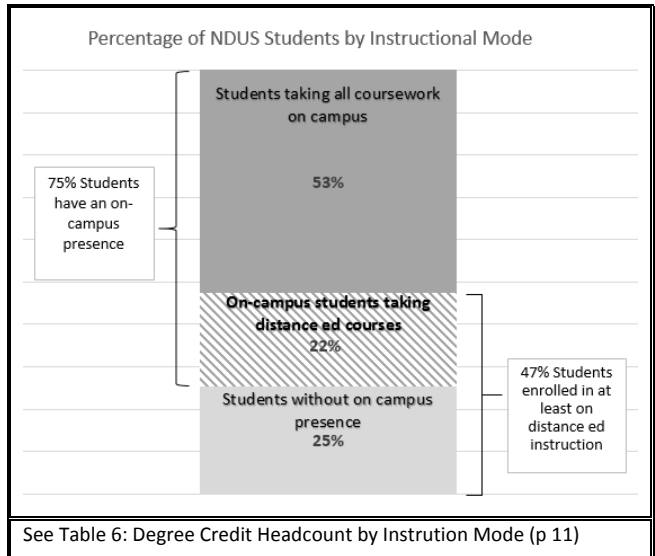 Percentage of NDUS Students by Instructional Mode
Students taking all coursework
on campus
53%
75% Students
have an on-
campus
presence
On-campus students taking
distance ed courses
22%
Students without on campus
presence
25%
47% Students
enrolled in at
least on
distance ed
instruction
See Table 6: Degree Credit Headcount by Instrution Mode (p 11)